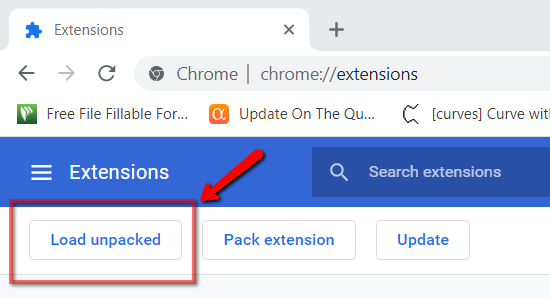 Extensions
Chrome | chrome://extensions
Free File Fillable For... Update On The Qu... [curves] Curve with
Extensions Search extensions
Load unpacked Pack extension Update